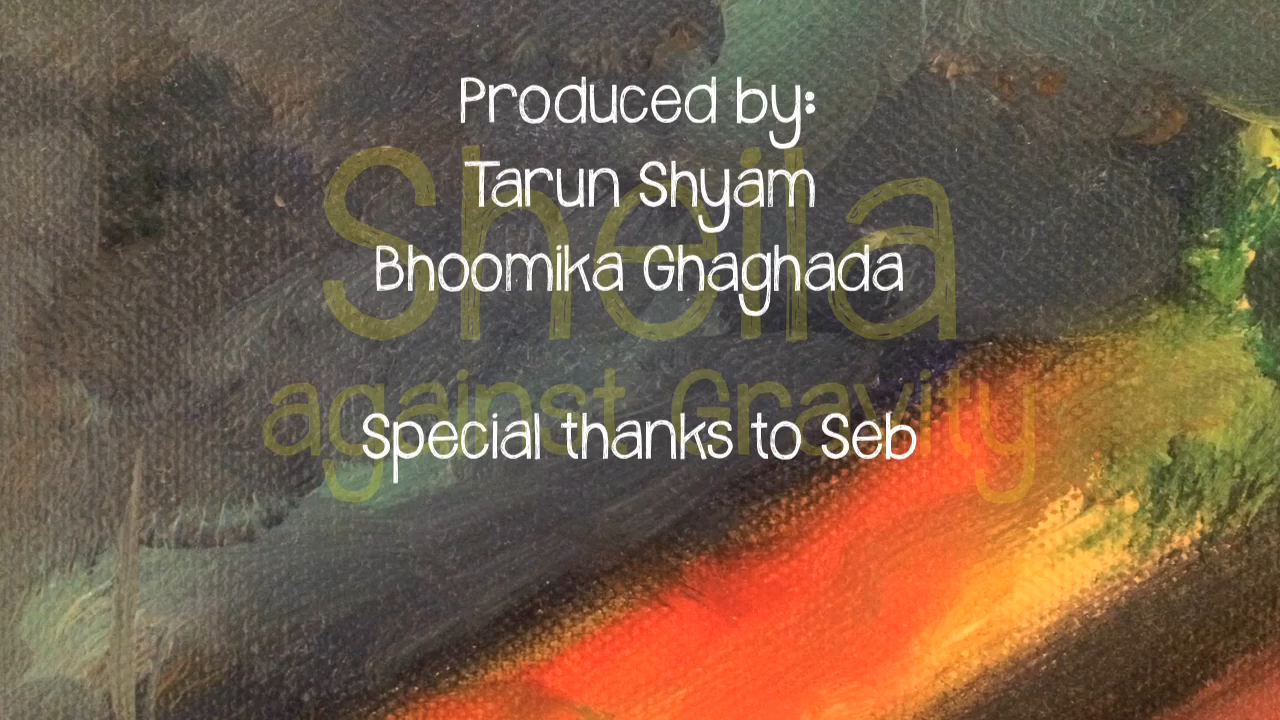 Produced by:
Tarun Shyam
Bhoomika Ghaghada
Special thanks to Seb
Sheila
against Gravity